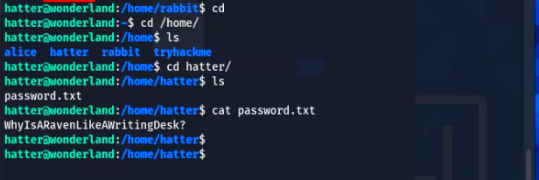 hatter@wonderland:/home/rabbit$ cd
hatter@wonderland:~$ cd /home/
hatter@wonderland:/home$ ls
alice  hatter  rabbit  tryhackme
hatter@wonderland:/home$ cd hatter/
hatter@wonderland:/home/hatter$ ls
password.txt
hatter@wonderland:/home/hatter$ cat password.txt
WhyIsARavenLikeAWritingDesk?
hatter@wonderland:/home/hatter$
hatter@wonderland:/home/hatter$